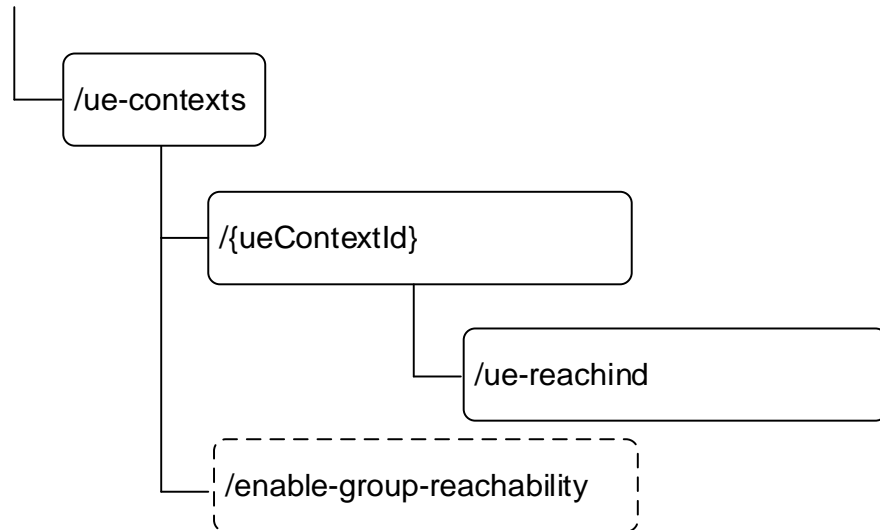 /ue-contexts
/{ueContextId}
/ue-reachind
/enable-group-reachability